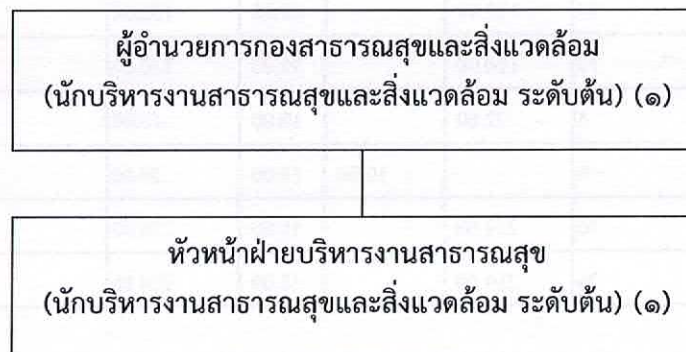 ผู้อำนวยการกองสาธารณสุขและสิ่งแวดล้อม
(นักบริหารงานสาธารณสุขและสิ่งแวดล้อม ระดับต้น) (๑)
หัวหน้าฝ่ายบริหารงานสาธารณสุข
(นักบริหารงานสาธารณสุขและสิ่งแวดล้อม ระดับต้น) (๑)